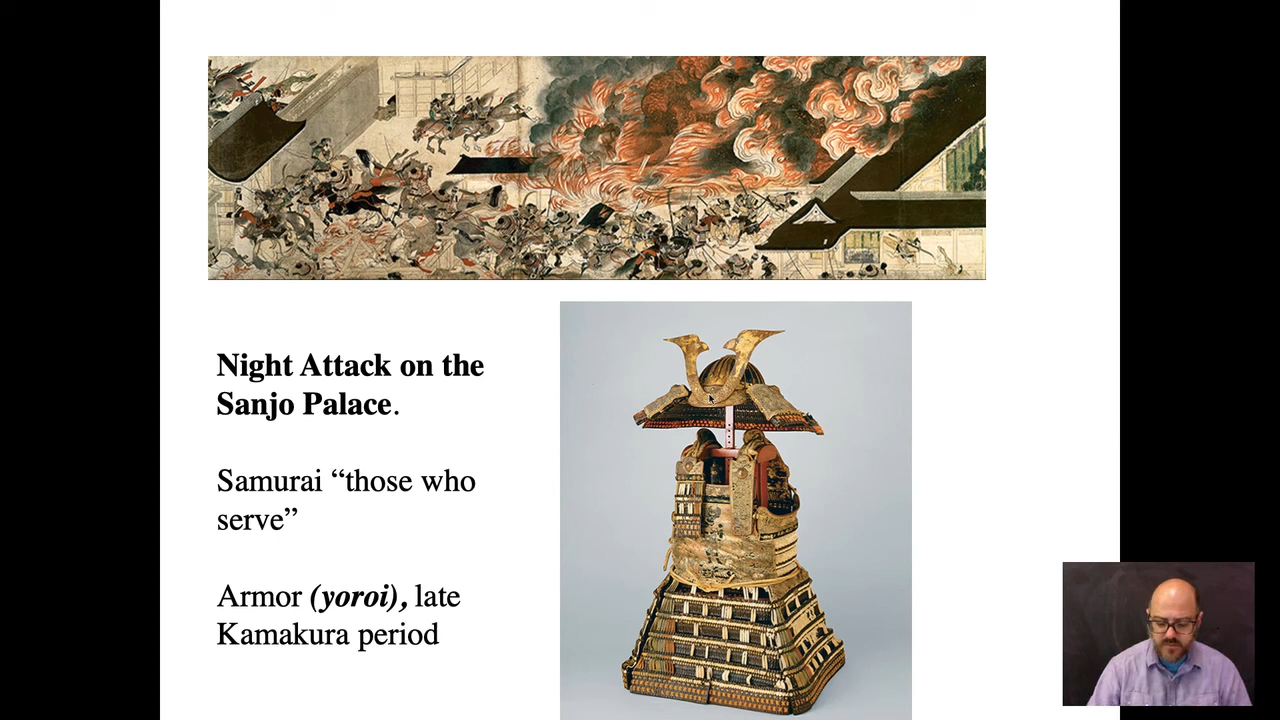 Night Attack on the
Sanjo Palace.
Samurai “those who
serve”
Armor (yoroi), late
Kamakura period